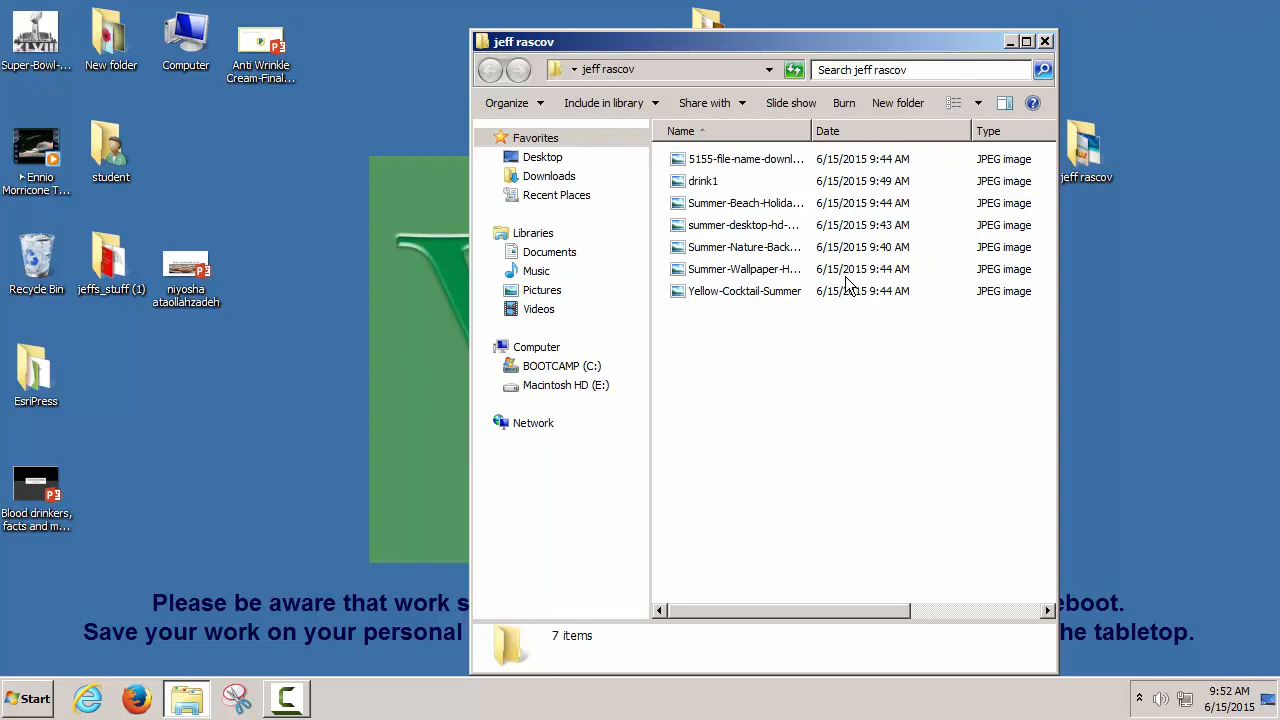 Super-Bowl-...
New folder
Computer
Anti Wrinkle
Cream-Final...
Ennio
Morricone T...
student
Recycle Bin
jeffs_stuff (1)
niyosha
ataollahzadeh
EsriPress
Blood drinkers,
facts and m...
jeff rascov
jeff rascov
jeff rascov
Search jeff rascov
Organize
Include in library
Share with
Slide show
Burn
New folder
Favorites
Desktop
Downloads
Recent Places
Libraries
Documents
Music
Pictures
Videos
Computer
BOOTCAMP (C:)
Macintosh HD (E:)
Network
Name Date Type
5155-file-name-downl... 6/15/2015 9:44 AM JPEG image
drink1 6/15/2015 9:49 AM JPEG image
Summer-Beach-Holida... 6/15/2015 9:44 AM JPEG image
summer-desktop-hd-... 6/15/2015 9:43 AM JPEG image
Summer-Nature-Back... 6/15/2015 9:40 AM JPEG image
Summer-Wallpaper-H... 6/15/2015 9:44 AM JPEG image
Yellow-Cocktail-Summer 6/15/2015 9:44 AM JPEG image
7 items
Please be aware that work s eboot.
Save your work on your personal he tabletop.
Start
9:52 AM
6/15/2015